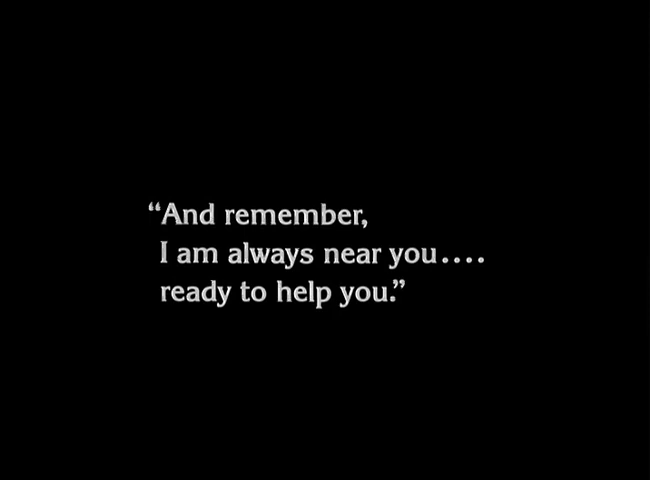 “And remember,
I am always near you....
ready to help you.”